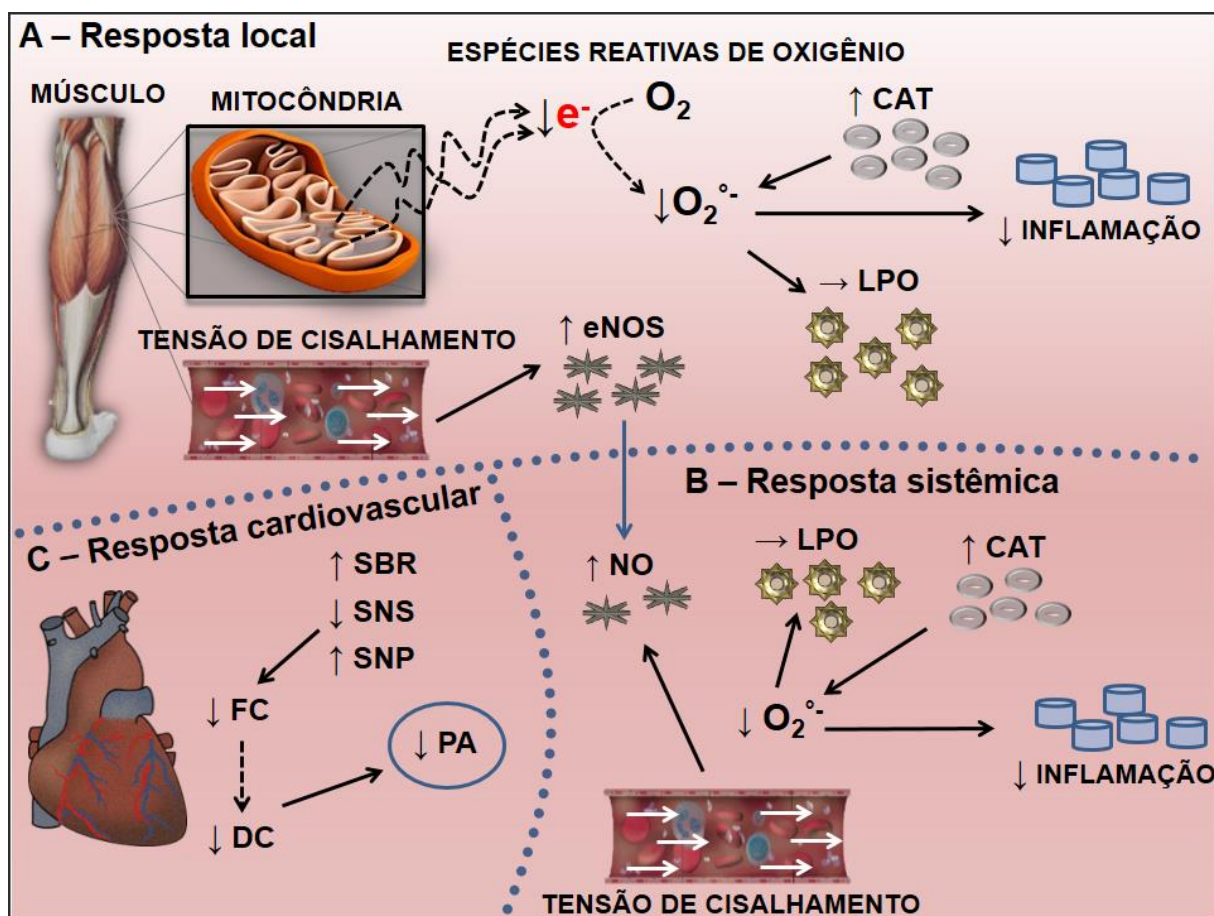 A – Resposta local
ESPÉCIES REATIVAS DE OXIGÊNIO
MÚSCULO
MITOCÔNDRIA
↓e⁻
O₂
↑ CAT
↓O₂°⁻
↓ INFLAMAÇÃO
→ LPO
TENSÃO DE CISALHAMENTO
↑ eNOS
B – Resposta sistêmica
→ LPO
↑ CAT
↑ NO
↓ O₂°⁻
↓ INFLAMAÇÃO
TENSÃO DE CISALHAMENTO
C – Resposta cardiovascular
↑ SBR
↓ SNS
↑ SNP
↓ FC
↓ PA
↓ DC